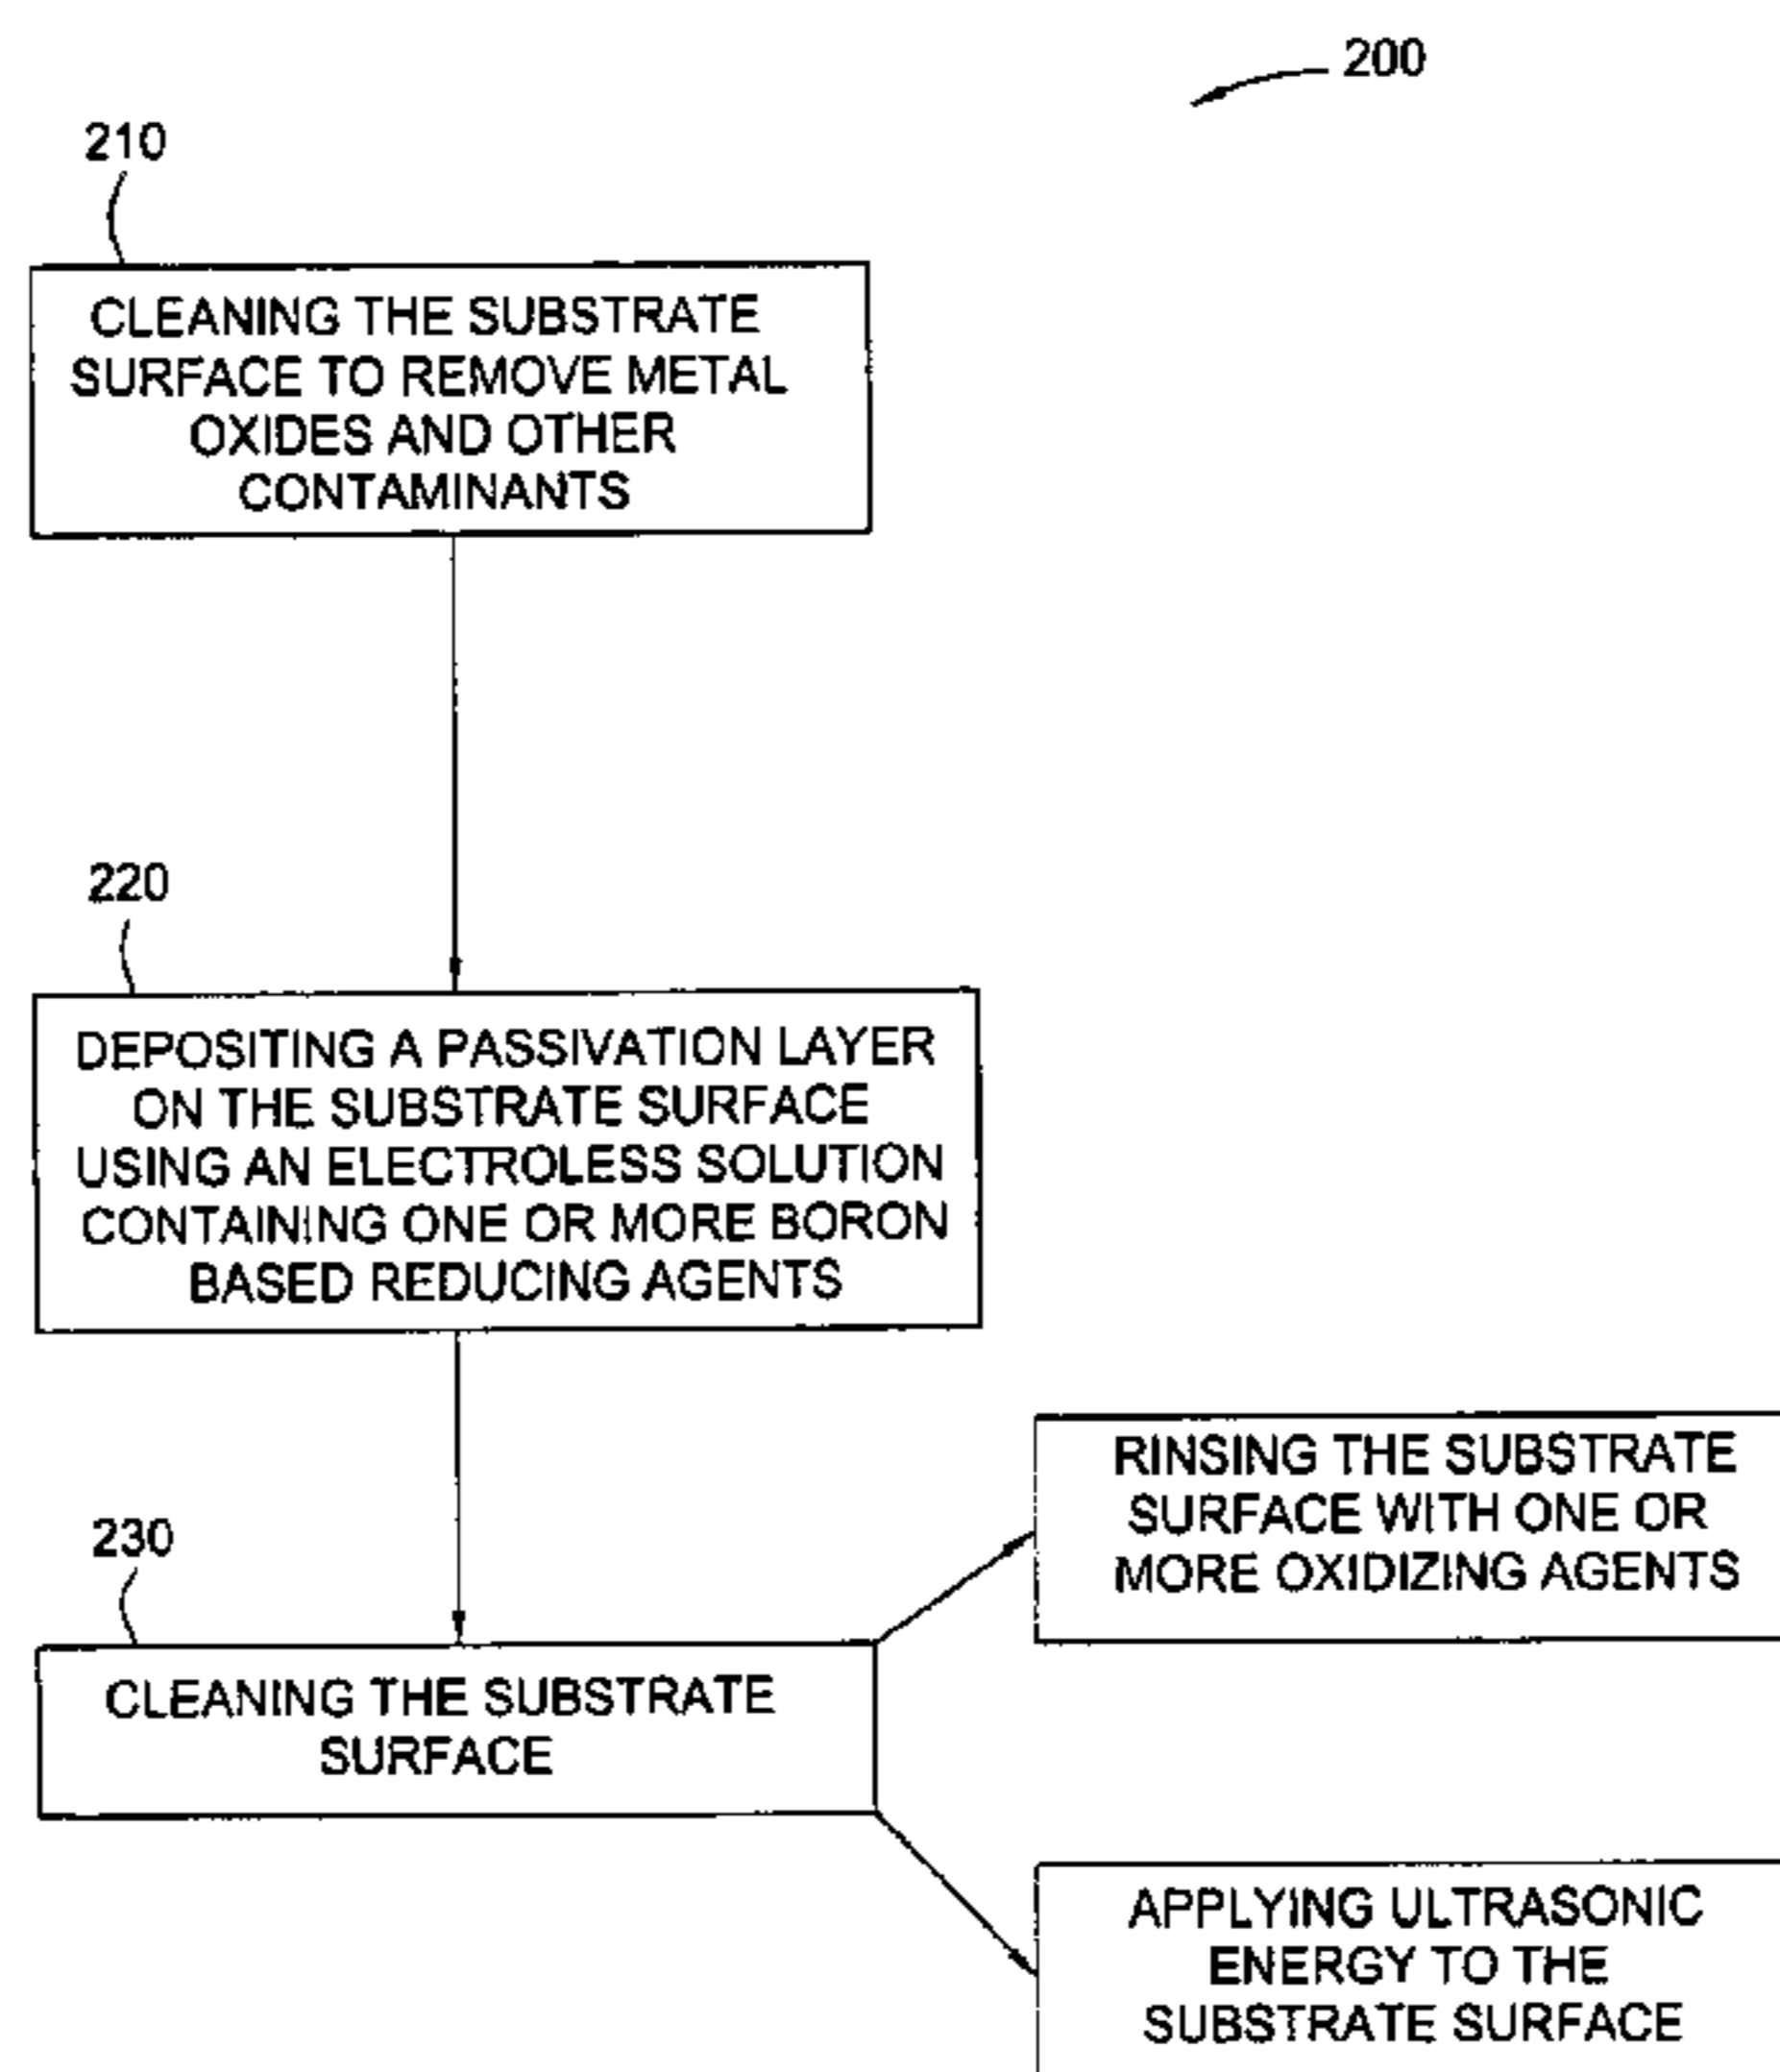 200
210
CLEANING THE SUBSTRATE
SURFACE TO REMOVE METAL
OXIDES AND OTHER
CONTAMINANTS
220
DEPOSITING A PASSIVATION LAYER
ON THE SUBSTRATE SURFACE
USING AN ELECTROLESS SOLUTION
CONTAINING ONE OR MORE BORON
BASED REDUCING AGENTS
230
CLEANING THE SUBSTRATE
SURFACE
RINSING THE SUBSTRATE
SURFACE WITH ONE OR
MORE OXIDIZING AGENTS
APPLYING ULTRASONIC
ENERGY TO THE
SUBSTRATE SURFACE